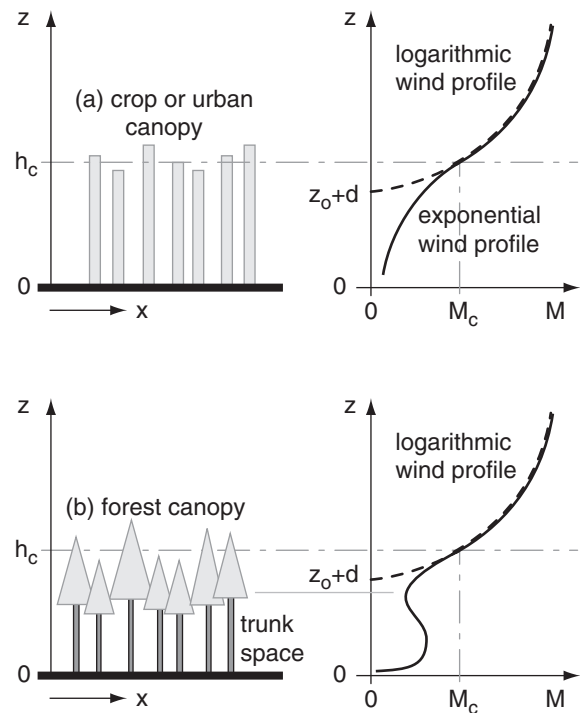 z
(a) crop or urban
canopy
h_c
0
x
logarithmic
wind profile
z_o+d
exponential
wind profile
0
0
M_c
M
z
(b) forest canopy
h_c
trunk
space
0
x
logarithmic
wind profile
z_o+d
0
0
M_c
M